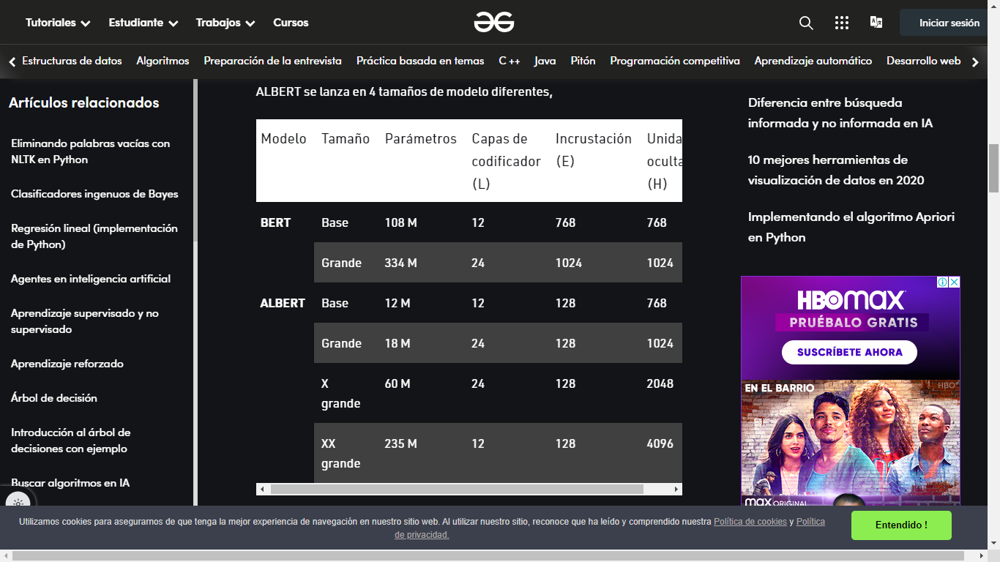 Tutoriales Estudiante Trabajos Cursos Iniciar sesión
Estructuras de datos Algoritmos Preparación de la entrevista Práctica basada en temas C ++ Java Pitón Programación competitiva Aprendizaje automático Desarrollo web
Artículos relacionados
Eliminando palabras vacías con
NLTK en Python
Clasificadores ingenuos de Bayes
Regresión lineal (implementación
de Python)
Agentes en inteligencia artificial
Aprendizaje supervisado y no
supervisado
Aprendizaje reforzado
Árbol de decisión
Introducción al árbol de
decisiones con ejemplo
Buscar algoritmos en IA
ALBERT se lanza en 4 tamaños de modelo diferentes,
Modelo Tamaño Parámetros Capas de Incrustación Unida
codificador (E) oculta
(L) (H)
BERT Base 108 M 12 768 768
Grande 334 M 24 1024 1024
ALBERT Base 12 M 12 128 768
Grande 18 M 24 128 1024
X 60 M 24 128 2048
grande
XX 235 M 12 128 4096
grande
Diferencia entre búsqueda
informada y no informada en IA
10 mejores herramientas de
visualización de datos en 2020
Implementando el algoritmo Apriori
en Python
HBOMAX
PRUÉBALO GRATIS
SUSCRÍBETE AHORA
EN EL BARRIO HBO
max ORIGINAL
Utilizamos cookies para asegurarnos de que tenga la mejor experiencia de navegación en nuestro sitio web. Al utilizar nuestro sitio, reconoce que ha leído y comprendido nuestra Política de cookies y Política
de privacidad.
Entendido !